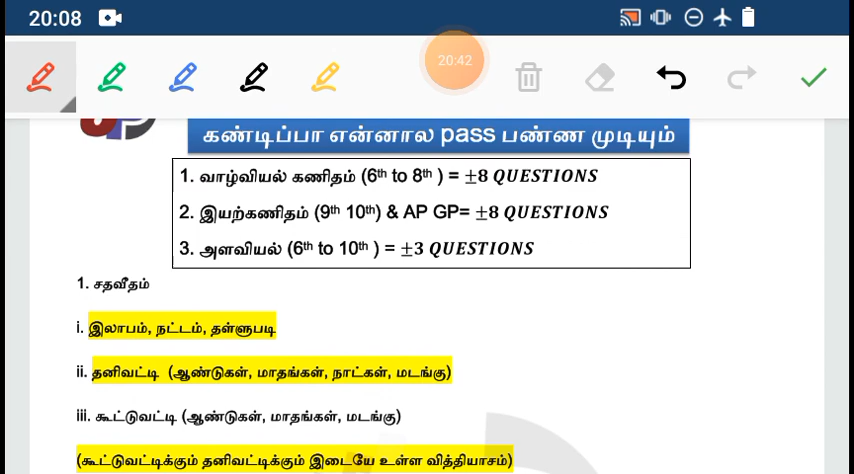 20:08
20:42
கண்டிப்பா என்னால pass பண்ண முடியும்
1. வாழ்வியல் கணிதம் (6th to 8th ) = ±8 QUESTIONS
2. இயற்கணிதம் (9th 10th) & AP GP= ±8 QUESTIONS
3. அளவியல் (6th to 10th ) = ±3 QUESTIONS
1. சதவீதம்
i. இலாபம், நட்டம், தள்ளுபடி
ii. தனிவட்டி (ஆண்டுகள், மாதங்கள், நாட்கள், மடங்கு)
iii. கூட்டுவட்டி (ஆண்டுகள், மாதங்கள், மடங்கு)
(கூட்டுவட்டிக்கும் தனிவட்டிக்கும் இடையே உள்ள வித்தியாசம்)